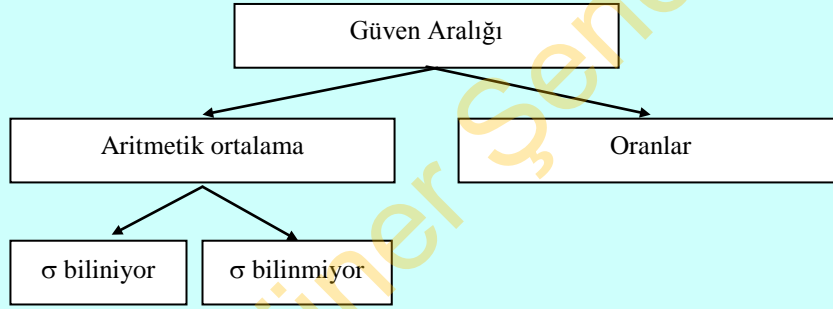 Güven Aralığı
Aritmetik ortalama
Oranlar
σ biliniyor
σ bilinmiyor